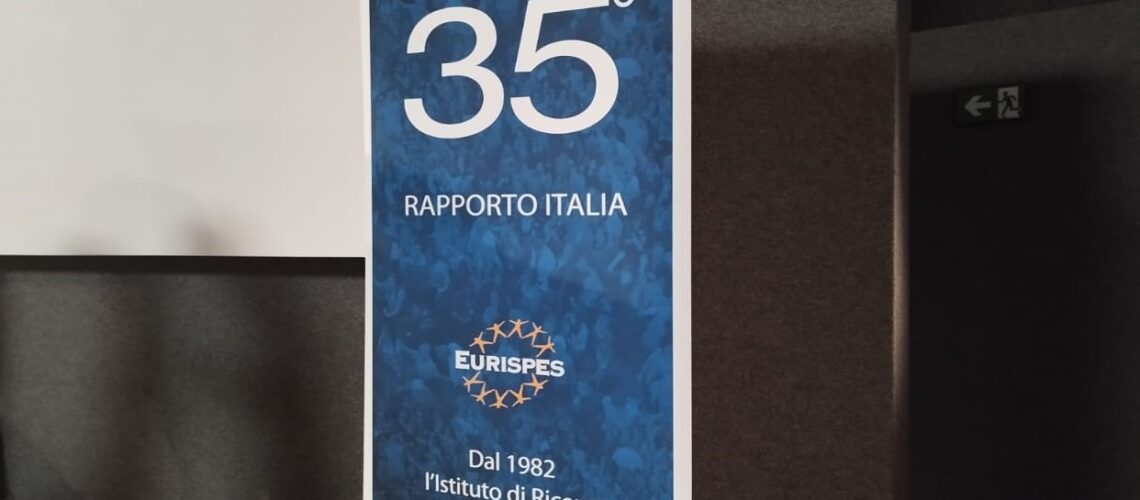 35°
RAPPORTO ITALIA
EURISPES
Dal 1982
l'Istituto di